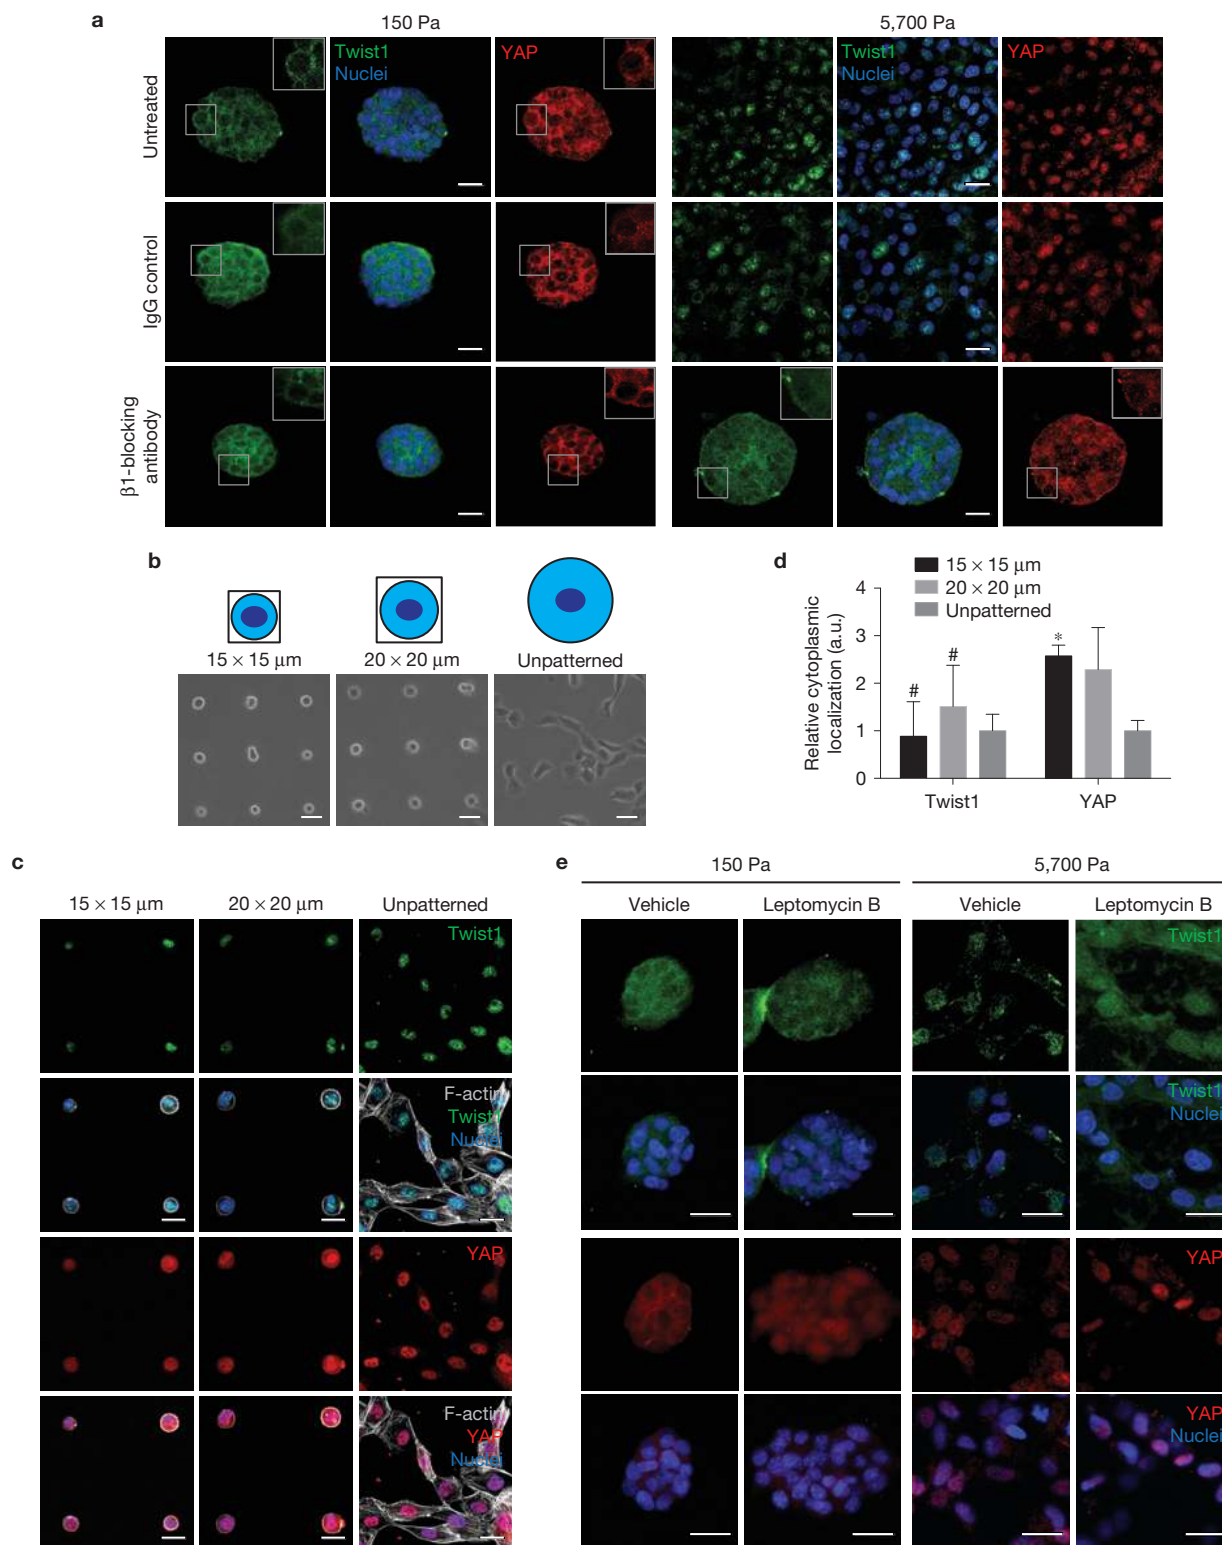 a
150 Pa
5,700 Pa
Untreated
Twist1
Nuclei
YAP
Twist1
Nuclei
YAP
IgG control
β1-blocking
antibody
b
15 × 15 μm
20 × 20 μm
Unpatterned
d
15 × 15 μm
20 × 20 μm
Unpatterned
Relative cytoplasmic
localization (a.u.)
4
3
2
1
0
#
#
*
Twist1
YAP
c
15 × 15 μm
20 × 20 μm
Unpatterned
Twist1
F-actin
Twist1
Nuclei
YAP
F-actin
YAP
Nuclei
e
150 Pa
5,700 Pa
Vehicle
Leptomycin B
Vehicle
Leptomycin B
Twist1
Twist1
Nuclei
YAP
YAP
Nuclei